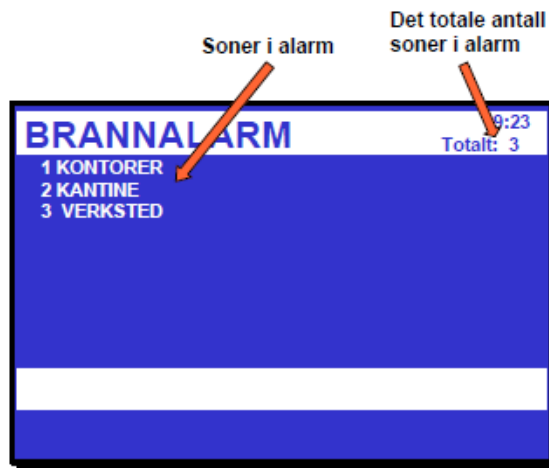 Det totale antall
soner i alarm
Soner i alarm
9:23
BRANNALARM
Totalt: 3
1 KONTORER
2 KANTINE
3 VERKSTED